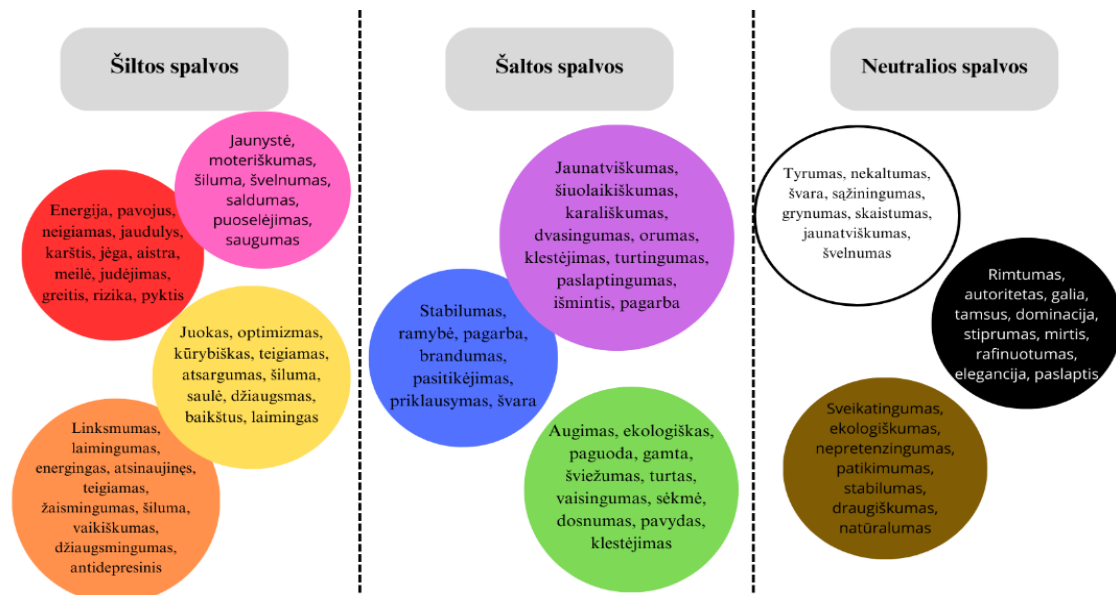 Šiltos spalvos
Jaunystė,
moteriškumas,
šiluma, švelnumas,
saldumas,
puoselėjimas,
saugumas
Energija, pavojus,
neigiamas, jaudulys,
karštis, jėga, aistra,
meilė, judėjimas,
greitis, rizika, pyktis
Juokas, optimizmas,
kūrybiškas, teigiamas,
atsargumas, šiluma,
saulė, džiaugsmas,
baikštus, laimingas
Linksmumas,
laimingumas,
energingas, atsinaujinęs,
teigiamas,
žaismingumas, šiluma,
vaikiškumas,
džiaugsmingumas,
antidepresinis
Šaltos spalvos
Jaunatviškumas,
šiuolaikiškumas,
karališkumas,
dvasingumas, orumas,
klestėjimas, turtingumas,
paslaptingumas,
išmintis, pagarba
Stabilumas,
ramybė, pagarba,
brandumas,
pasitikėjimas,
priklausymas, švara
Augimas, ekologiškas,
paguoda, gamta,
šviežumas, turtas,
vaisingumas, sėkmė,
dosnumas, pavydas,
klestėjimas
Neutralios spalvos
Tyrumas, nekaltumas,
švara, sąžiningumas,
grynumas, skaistumas,
jaunatviškumas,
švelnumas
Rimtumas,
autoritetas, galia,
tamsus, dominacija,
stiprumas, mirtis,
rafinuotumas,
elegancija, paslaptis
Sveikatingumas,
ekologiškumas,
nepretenzingumas,
patikimumas,
stabilumas,
draugiškumas,
natūralumas